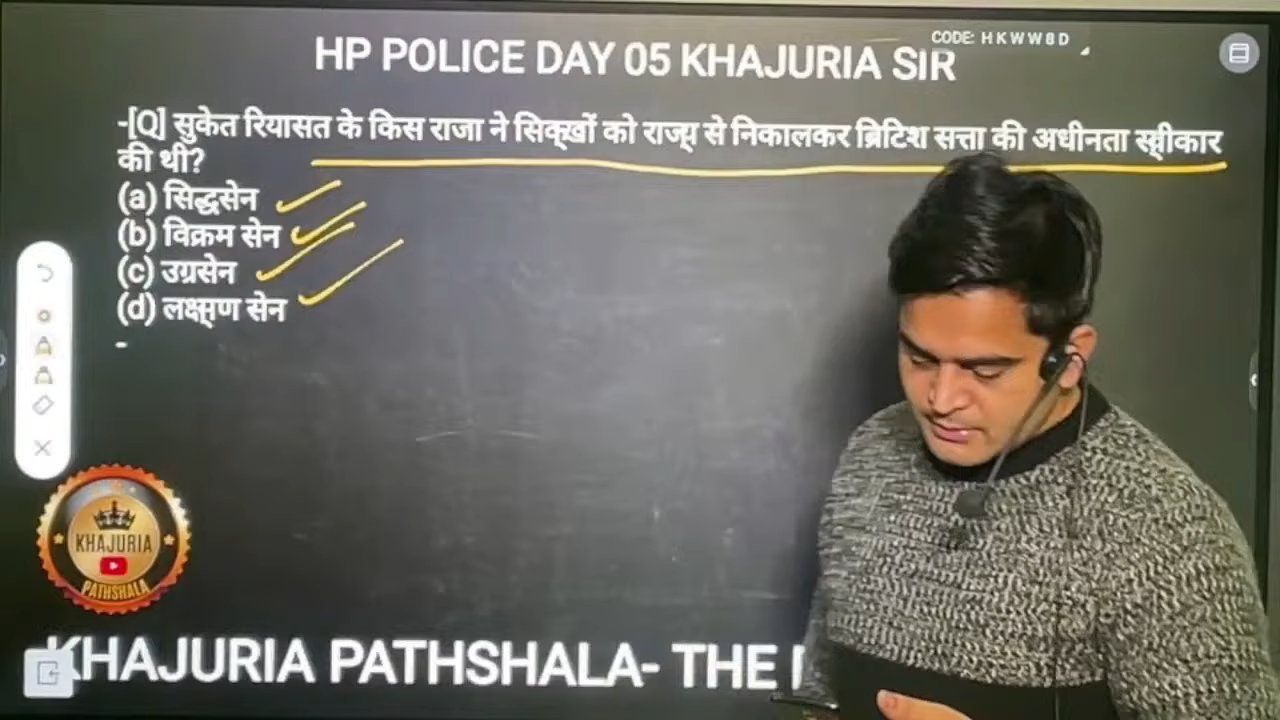 CODE: HKWW8D
HP POLICE DAY 05 KHAJURIA SIR
-[Q] सुकेत रियासत के किस राजा ने सिक्खों को राज्य से निकालकर ब्रिटिश सत्ता की अधीनता स्वीकार
की थी?
(a) सिद्धसेन
(b) विक्रम सेन
(c) उग्रसेन
(d) लक्ष्मण सेन
-
KHAJURIA
PATHSHALA
KHAJURIA PATHSHALA- THE